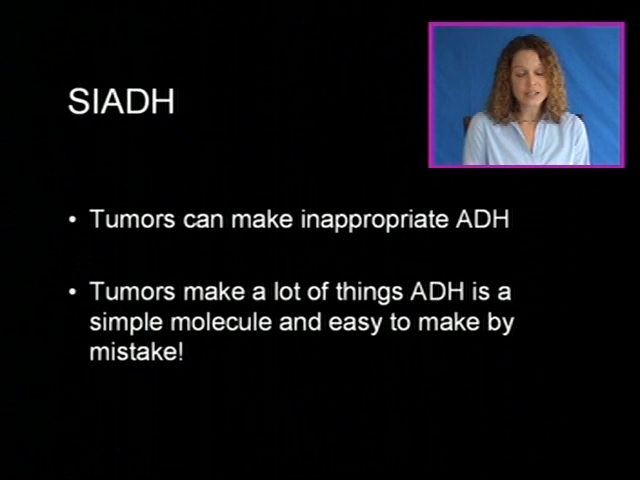 SIADH
• Tumors can make inappropriate ADH
• Tumors make a lot of things ADH is a
simple molecule and easy to make by
mistake!